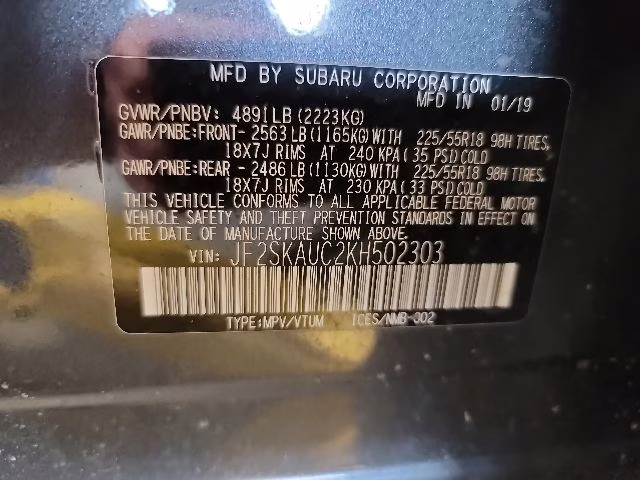 MFD BY SUBARU CORPORATION
MFD IN 01/19
GVWR/PNBV: 4891LB(2223KG)
GAWR/PNBE:FRONT- 2563LB(1165KG)WITH 225/55R18 98H TIRES,
18X7J RIMS AT 240 KPA( 35 PSI)COLD
GAWR/PNBE:REAR - 2486LB(1130KG)WITH 225/55R18 98H TIRES,
18X7J RIMS AT 230 KPA( 33 PSI)COLD
THIS VEHICLE CONFORMS TO ALL APPLICABLE FEDERAL MOTOR
VEHICLE SAFETY AND THEFT PREVENTION STANDARDS IN EFFECT ON
THE DATE OF MANUFACTURE SHOWN ABOVE.
VIN: JF2SKAUC2KH502303
TYPE:MPV/VTUM ICES/NMB-002